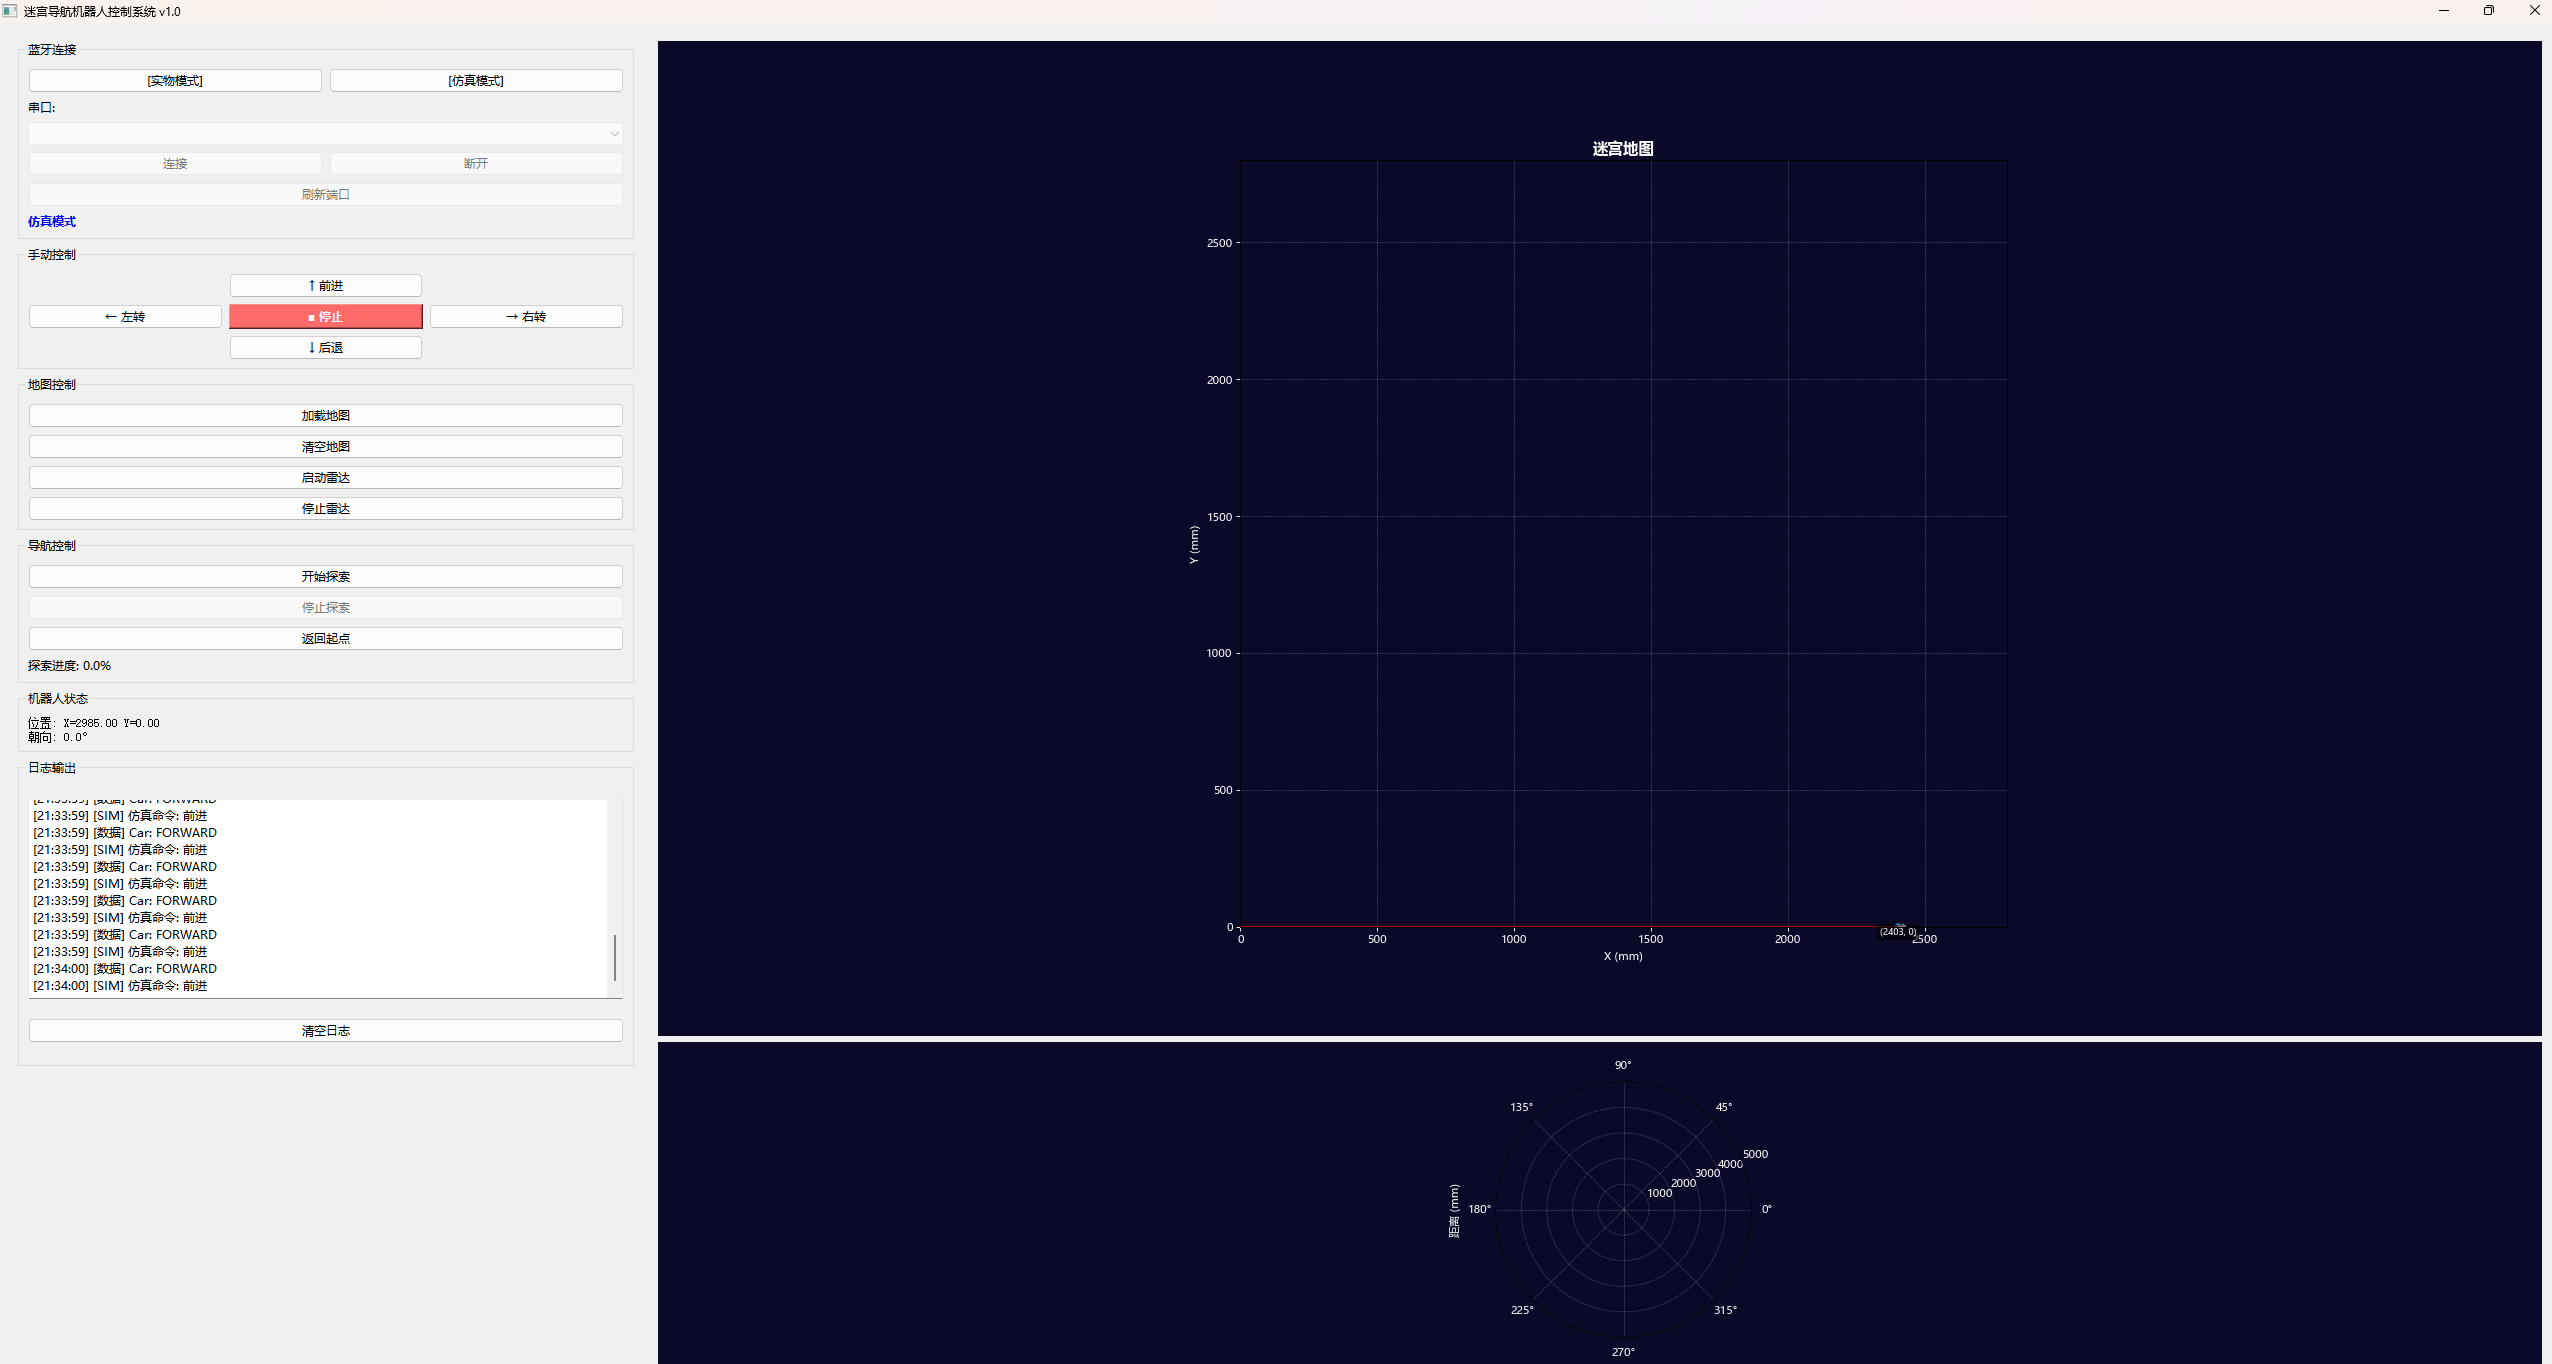 迷宫导航机器人控制系统 v1.0
蓝牙连接
[实物模式] [仿真模式]
串口:
连接 断开
刷新端口
仿真模式
手动控制
↑ 前进
← 左转 ■ 停止 → 右转
↓ 后退
地图控制
加载地图
清空地图
启动雷达
停止雷达
导航控制
开始探索
停止探索
返回起点
探索进度: 0.0%
机器人状态
位置: X=2985.00 Y=0.00
朝向: 0.0°
日志输出
[21:33:59] [数据] Car: FORWARD
[21:33:59] [SIM] 仿真命令: 前进
[21:33:59] [数据] Car: FORWARD
[21:33:59] [SIM] 仿真命令: 前进
[21:33:59] [数据] Car: FORWARD
[21:33:59] [SIM] 仿真命令: 前进
[21:33:59] [数据] Car: FORWARD
[21:33:59] [SIM] 仿真命令: 前进
[21:33:59] [数据] Car: FORWARD
[21:33:59] [SIM] 仿真命令: 前进
[21:34:00] [数据] Car: FORWARD
[21:34:00] [SIM] 仿真命令: 前进
清空日志
迷宫地图
2500
2000
1500
Y (mm)
1000
500
0
(2403, 0)
0 500 1000 1500 2000 2500
X (mm)
90°
135° 45°
5000
4000
3000
2000
1000
距离 (mm)
180° 0°
225° 315°
270°